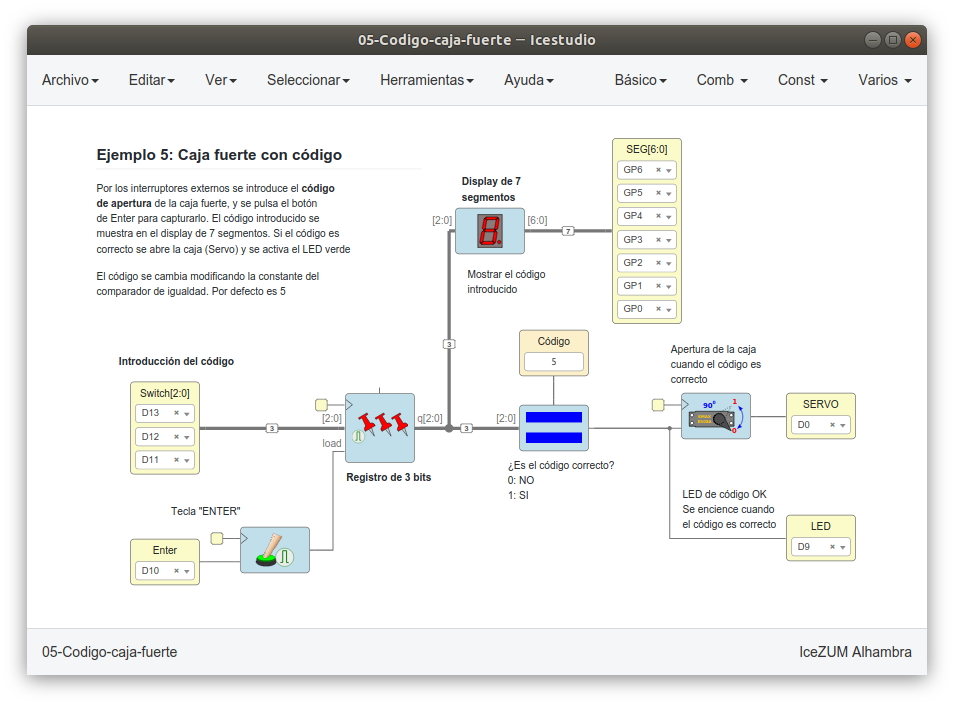 05-Codigo-caja-fuerte — Icestudio
Archivo Editar Ver Seleccionar Herramientas Ayuda Básico Comb Const Varios
Ejemplo 5: Caja fuerte con código
Por los interruptores externos se introduce el código
de apertura de la caja fuerte, y se pulsa el botón
de Enter para capturarlo. El código introducido se
muestra en el display de 7 segmentos. Si el código es
correcto se abre la caja (Servo) y se activa el LED verde
El código se cambia modificando la constante del
comparador de igualdad. Por defecto es 5
Display de 7
segmentos
[2:0]
[6:0]
7
Mostrar el código
introducido
SEG[6:0]
GP6
GP5
GP4
GP3
GP2
GP1
GP0
3
Introducción del código
Switch[2:0]
D13
D12
D11
3
[2:0]
load
q[2:0]
Registro de 3 bits
3
Código
5
[2:0]
¿Es el código correcto?
0: NO
1: SI
Apertura de la caja
cuando el código es
correcto
90°
1
0
SERVO
D0
LED de código OK
Se encience cuando
el código es correcto
LED
D9
Tecla "ENTER"
Enter
D10
05-Codigo-caja-fuerte
IceZUM Alhambra